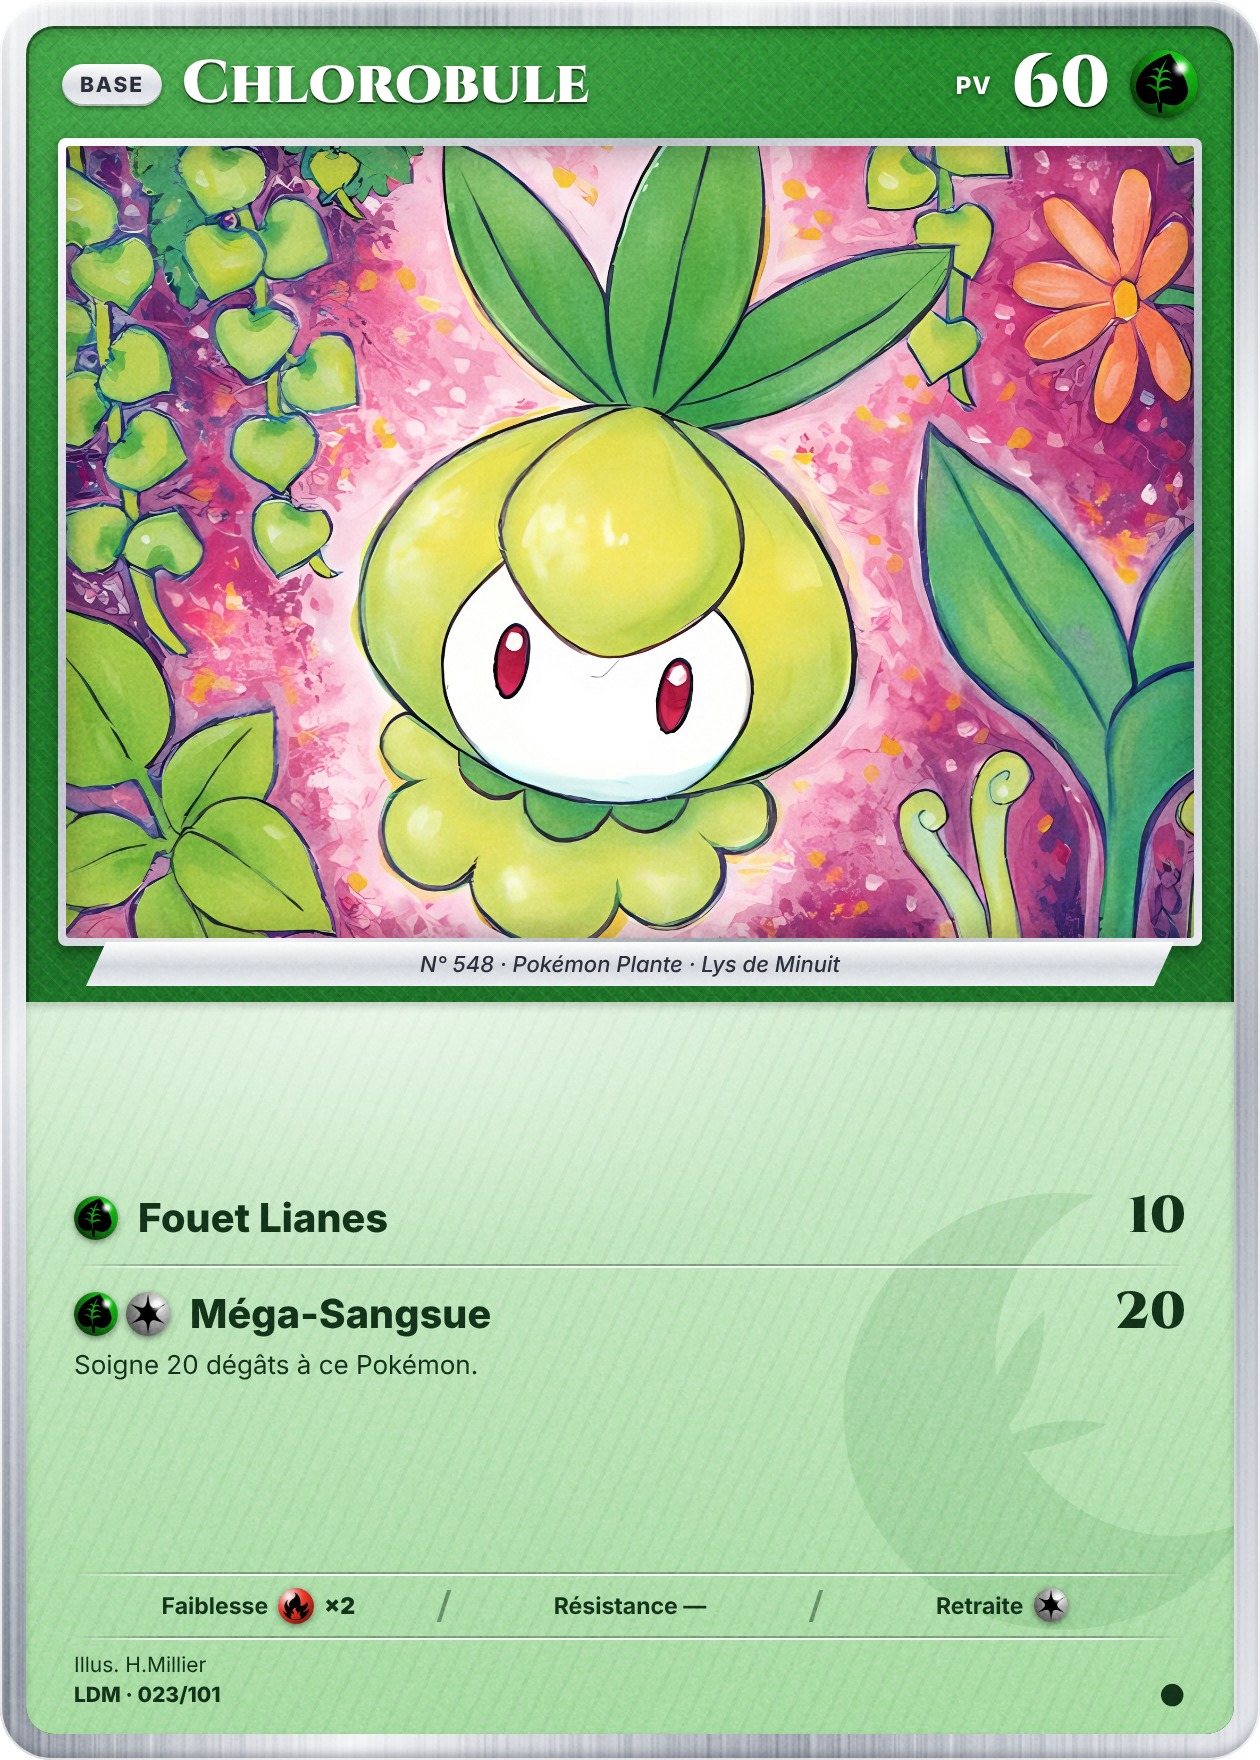 BASE Chlorobule PV 60
N° 548 · Pokémon Plante · Lys de Minuit
Fouet Lianes 10
Méga-Sangsue 20
Soigne 20 dégâts à ce Pokémon.
Faiblesse ×2 / Résistance — / Retraite
Illus. H.Millier
LDM · 023/101